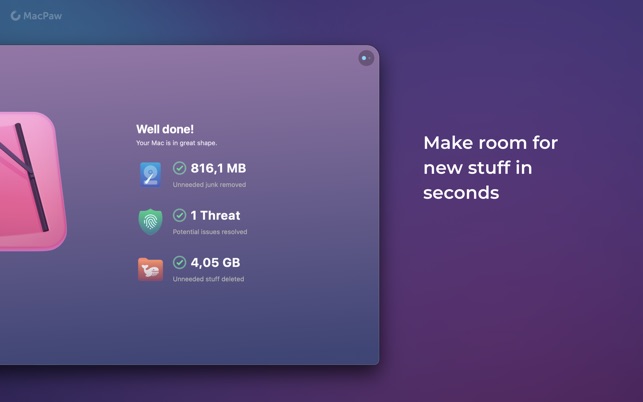 MacPaw
Well done!
Your Mac is in great shape.
816,1 MB
Unneeded junk removed
1 Threat
Potential issues resolved
4,05 GB
Unneeded stuff deleted
Make room for
new stuff in
seconds